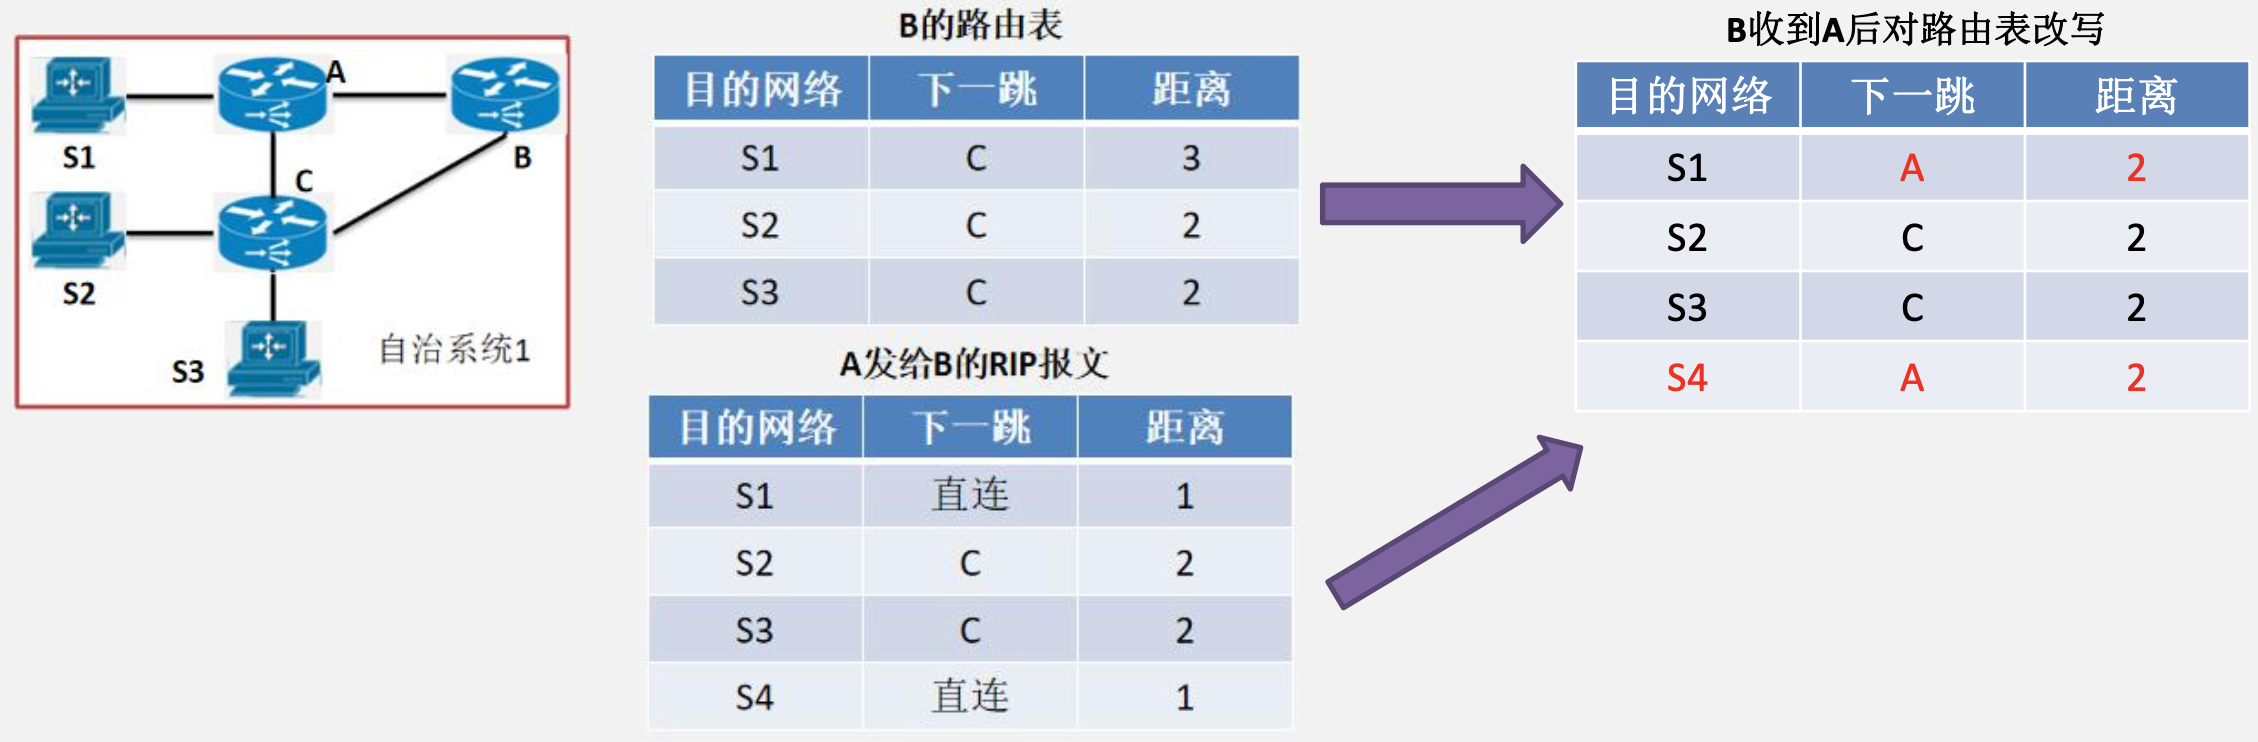 A
S1
B
C
S2
S3
自治系统1
B的路由表
目的网络 下一跳 距离
S1 C 3
S2 C 2
S3 C 2
A发给B的RIP报文
目的网络 下一跳 距离
S1 直连 1
S2 C 2
S3 C 2
S4 直连 1
B收到A后对路由表改写
目的网络 下一跳 距离
S1 A 2
S2 C 2
S3 C 2
S4 A 2